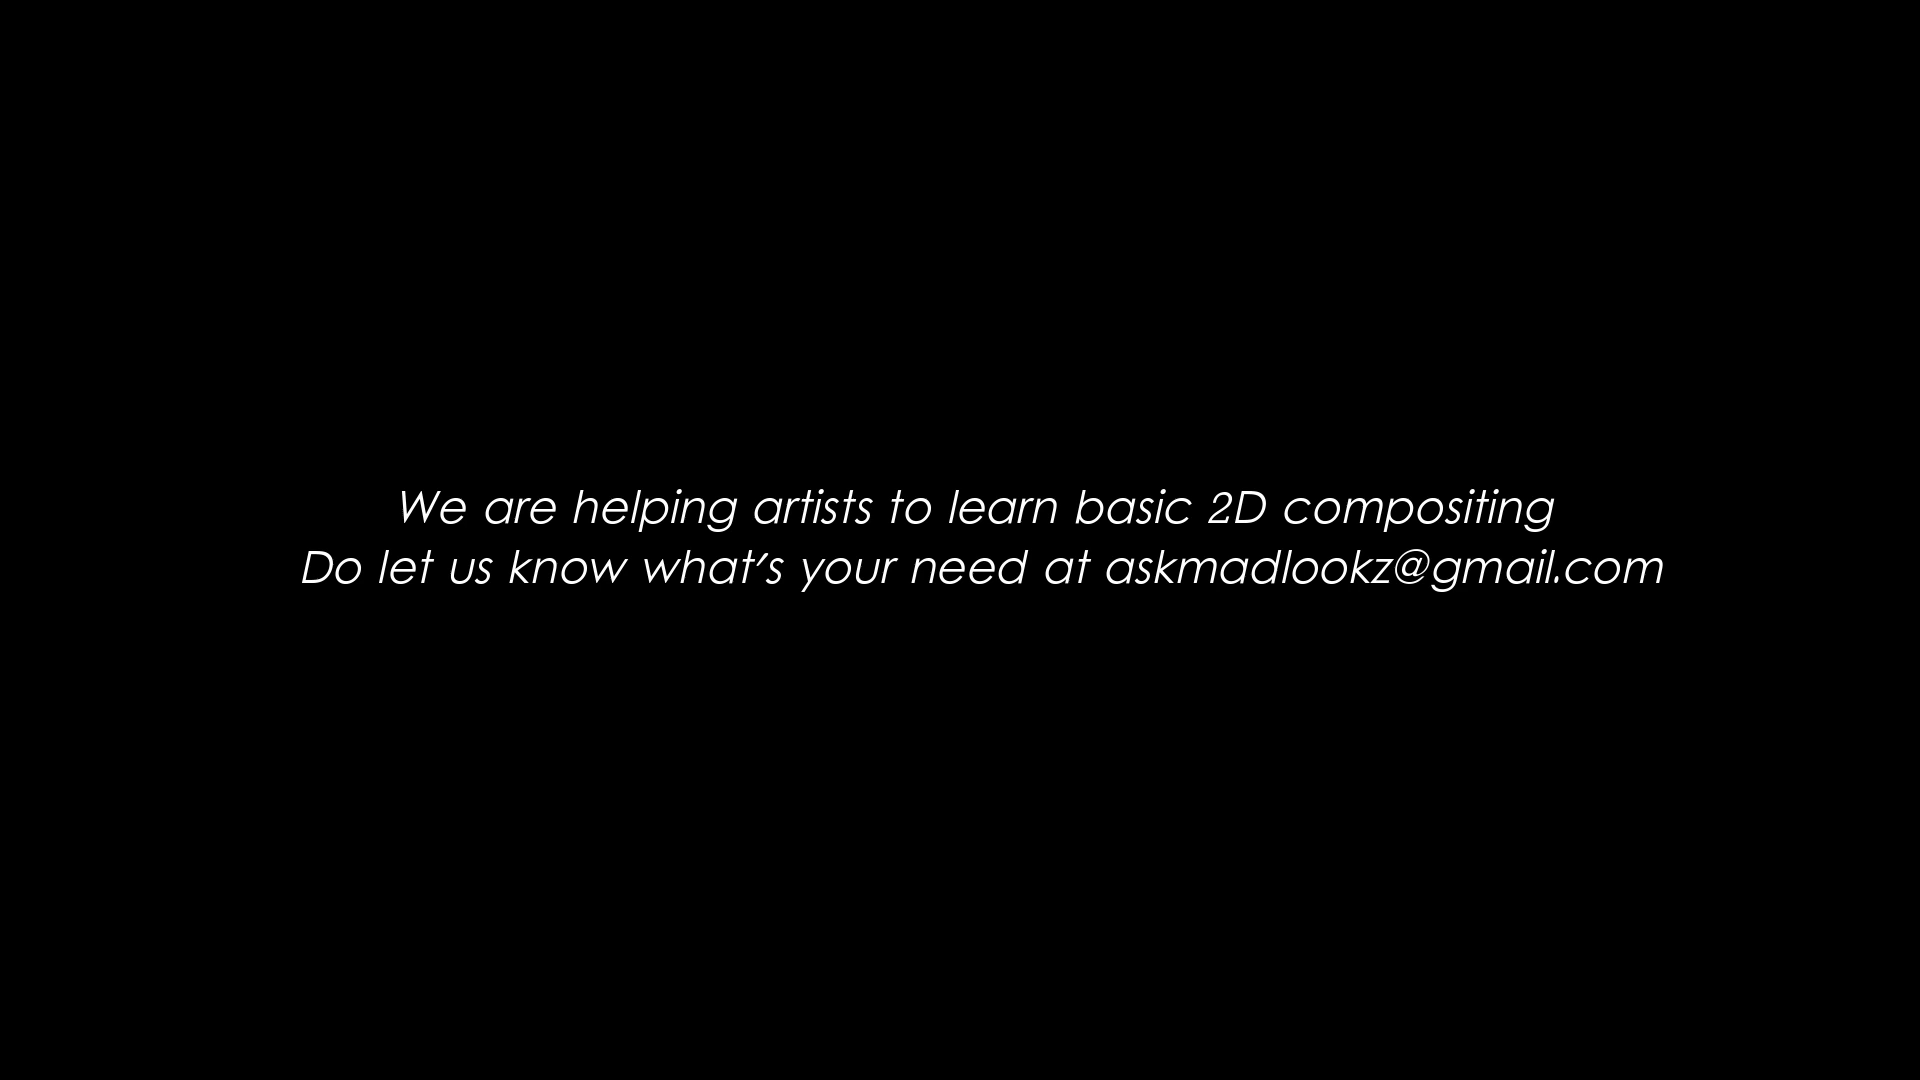 We are helping artists to learn basic 2D compositing
Do let us know what's your need at askmadlookz@gmail.com